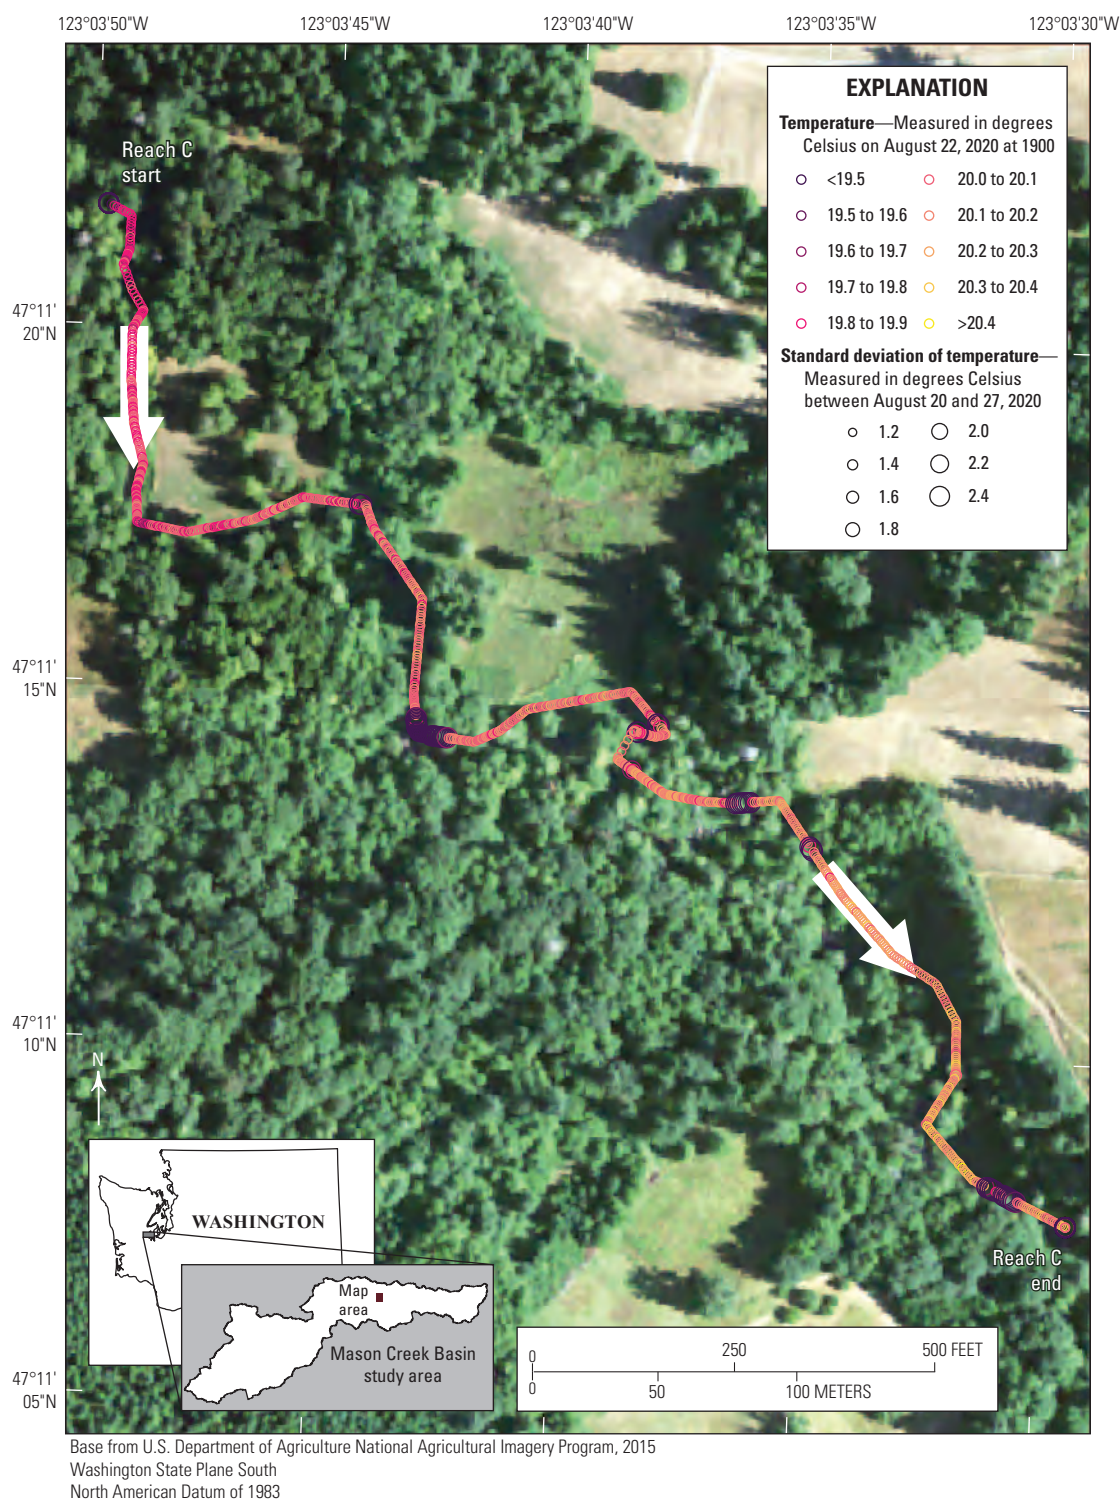 123°03'50"W 123°03'45"W 123°03'40"W 123°03'35"W 123°03'30"W
Reach C
start
EXPLANATION
Temperature—Measured in degrees
Celsius on August 22, 2020 at 1900
<19.5
19.5 to 19.6
19.6 to 19.7
19.7 to 19.8
19.8 to 19.9
20.0 to 20.1
20.1 to 20.2
20.2 to 20.3
20.3 to 20.4
>20.4
Standard deviation of temperature—
Measured in degrees Celsius
between August 20 and 27, 2020
1.2
1.4
1.6
1.8
2.0
2.2
2.4
47°11'
20"N
47°11'
15"N
47°11'
10"N
N
WASHINGTON
Map
area
Mason Creek Basin
study area
Reach C
end
0 250 500 FEET
0 50 100 METERS
47°11'
05"N
Base from U.S. Department of Agriculture National Agricultural Imagery Program, 2015
Washington State Plane South
North American Datum of 1983